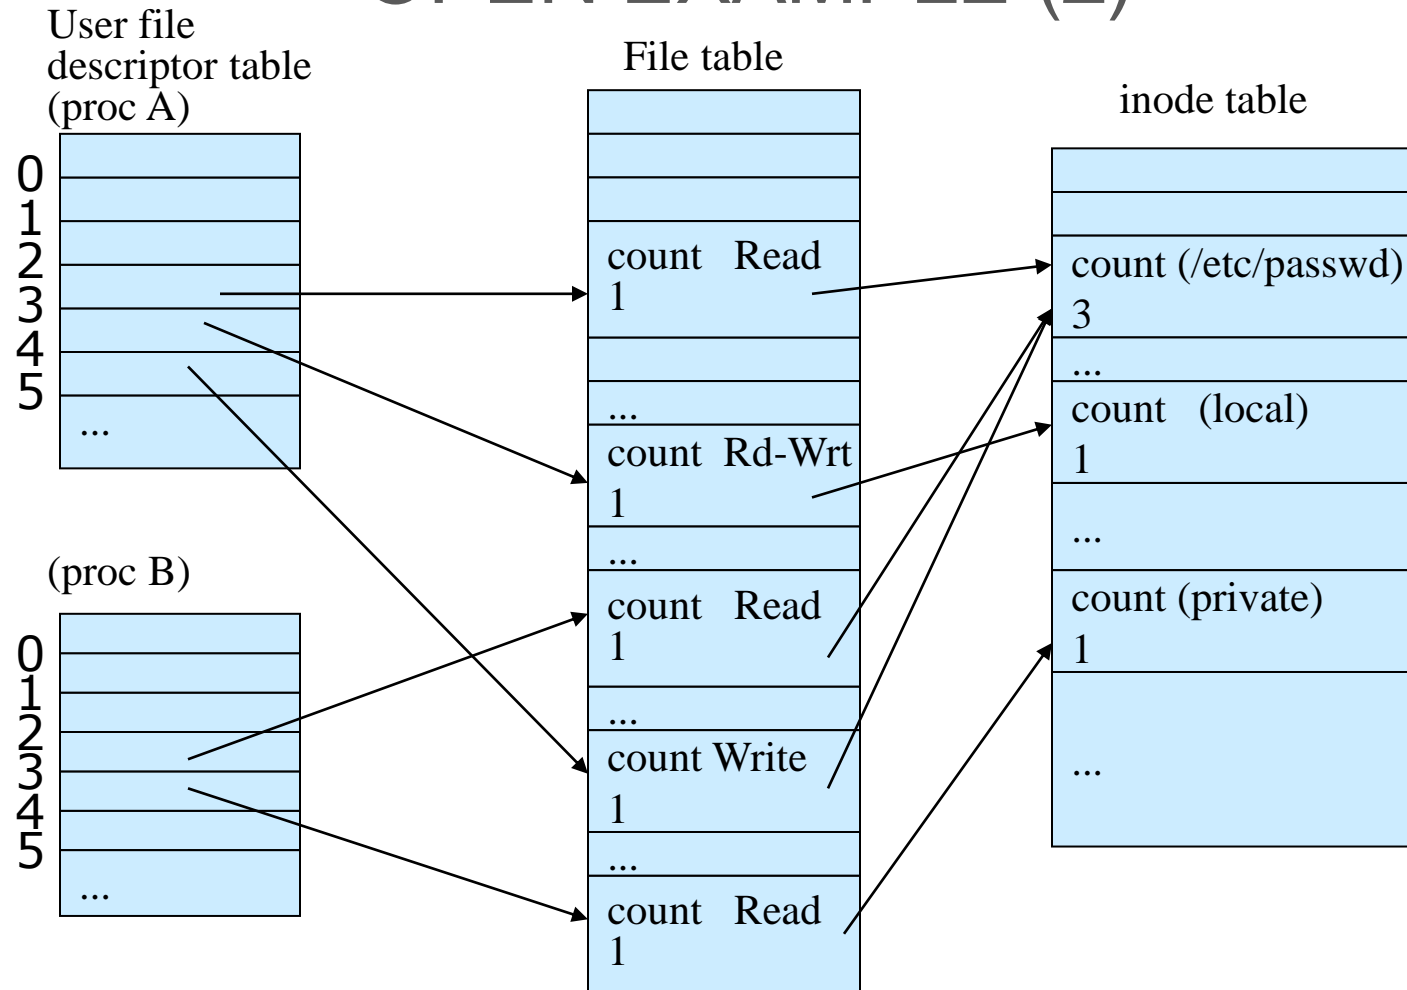 User file
descriptor table
(proc A)
0
1
2
3
4
5
...
(proc B)
0
1
2
3
4
5
...
File table
count Read
1
...
count Rd-Wrt
1
...
count Read
1
...
count Write
1
...
count Read
1
inode table
count (/etc/passwd)
3
...
count (local)
1
...
count (private)
1
...